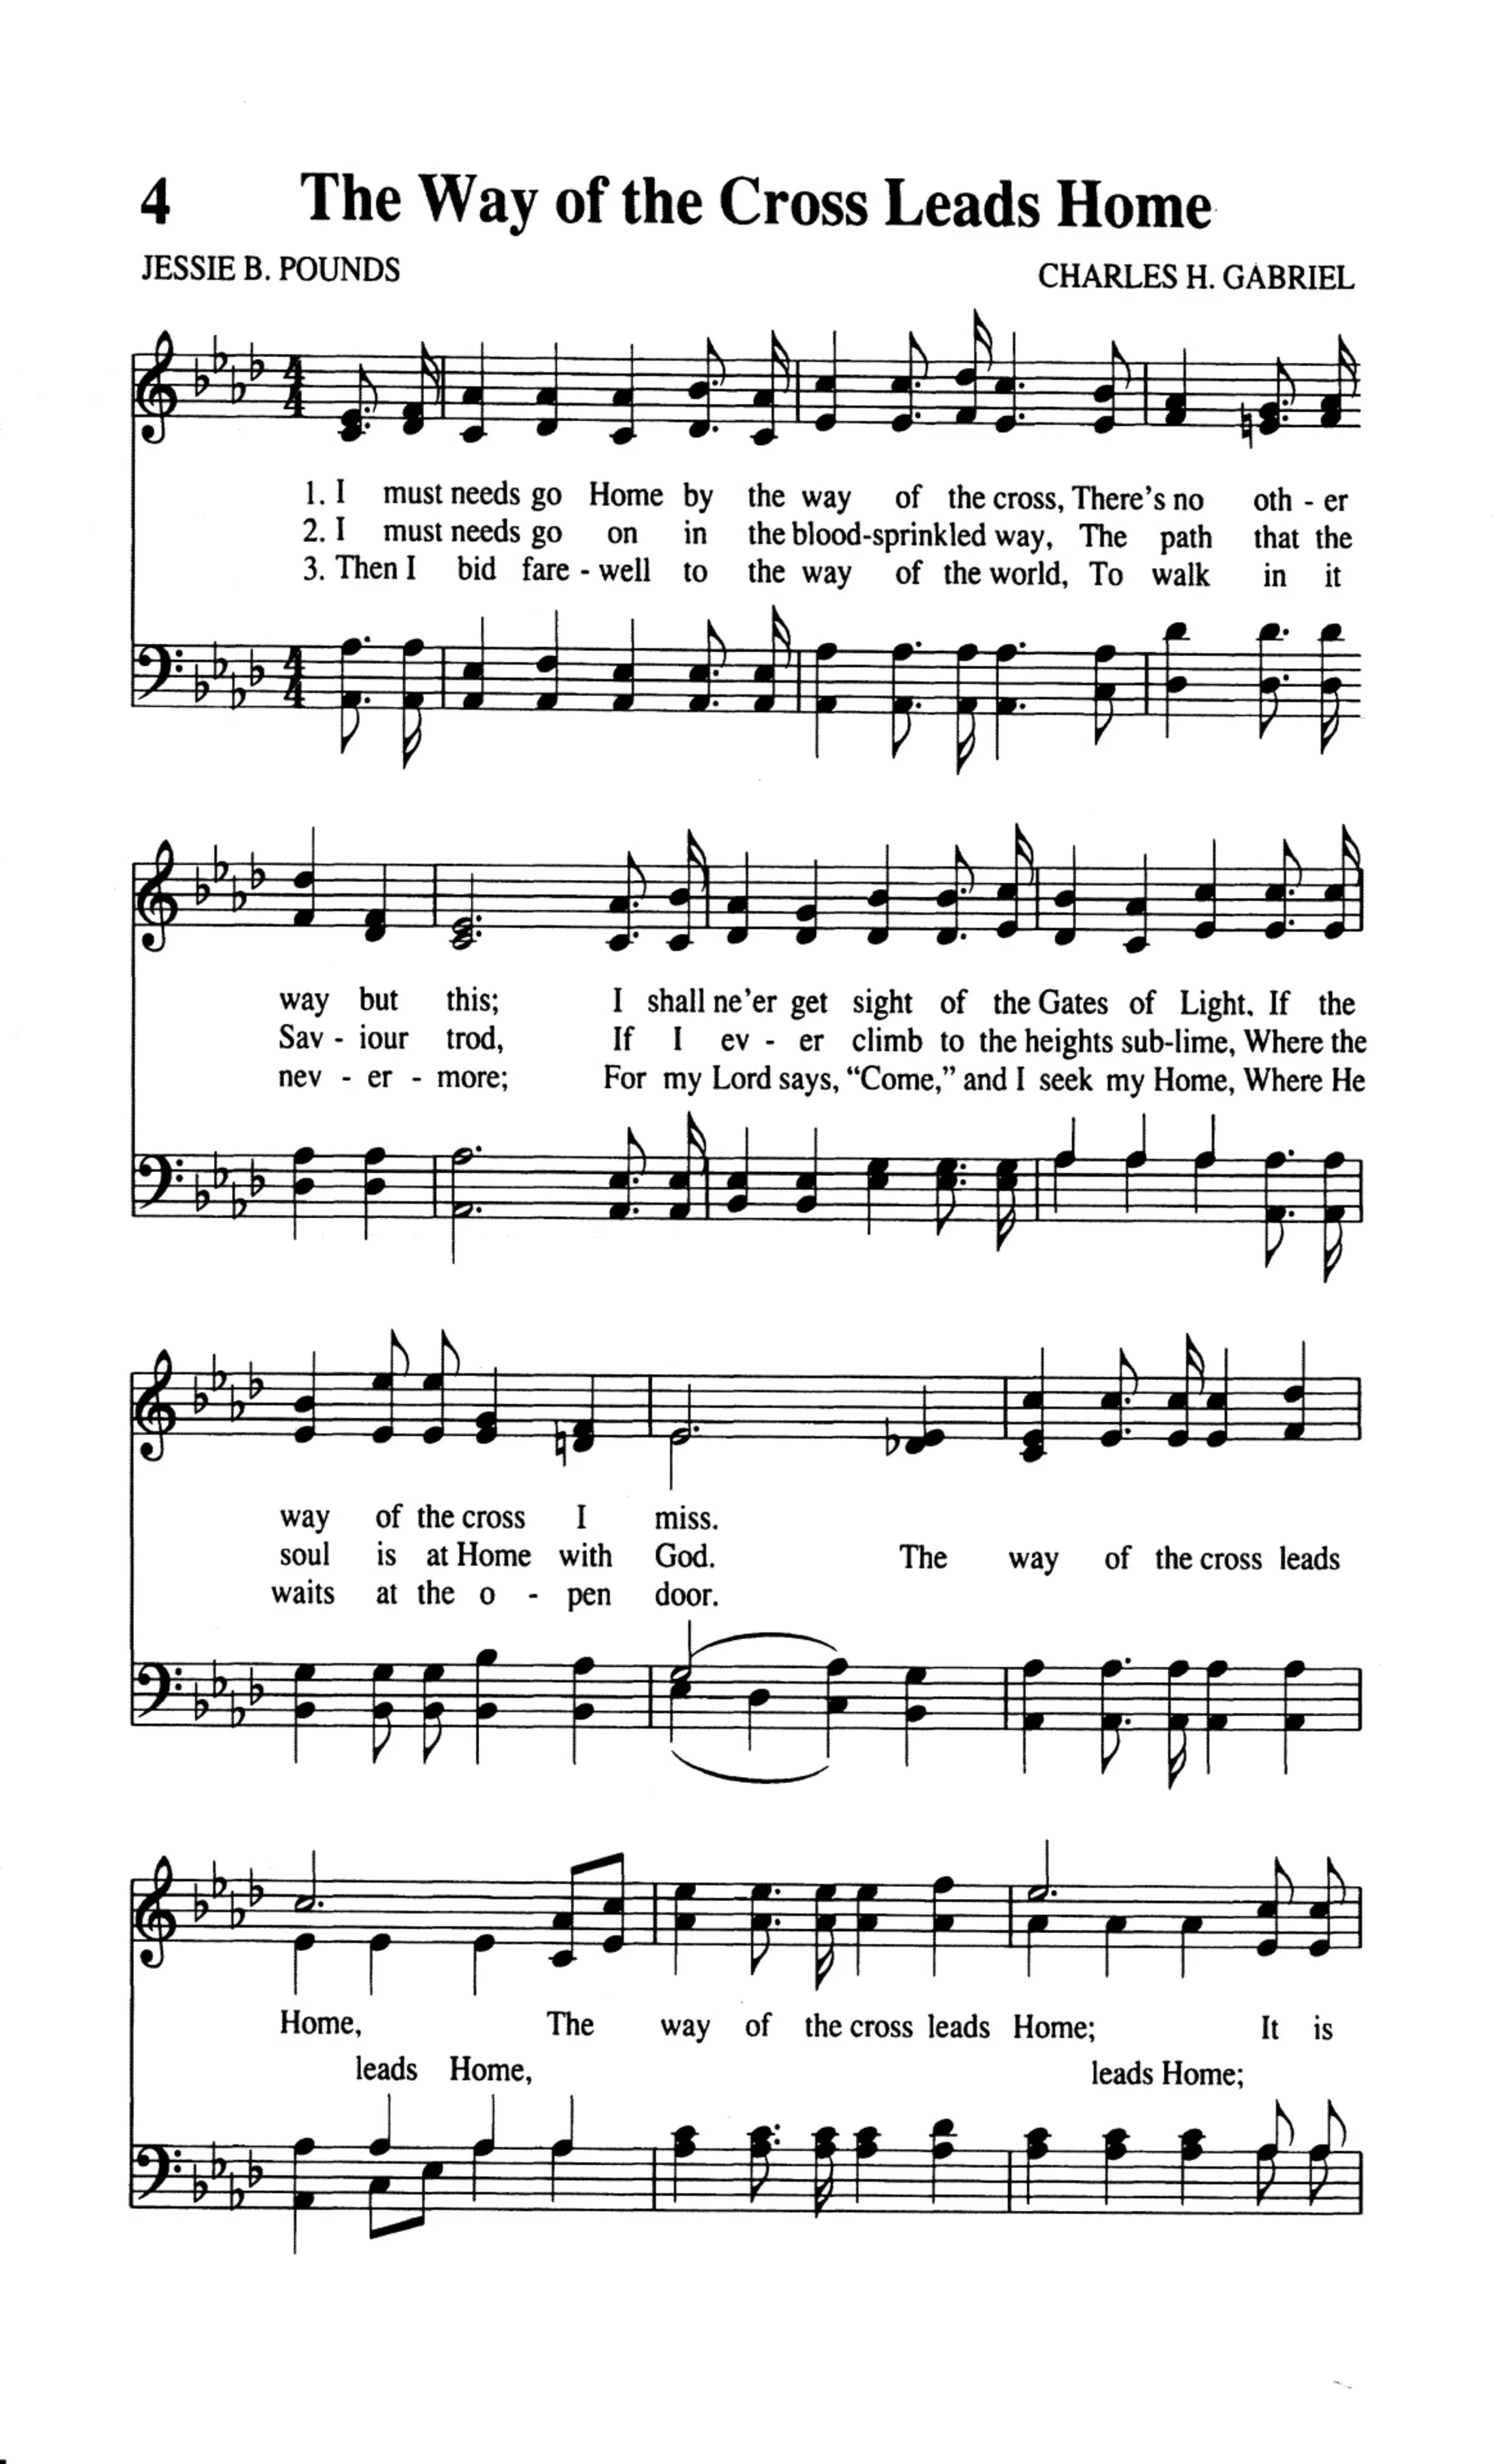 4 The Way of the Cross Leads Home
JESSIE B. POUNDS CHARLES H. GABRIEL
1. I must needs go Home by the way of the cross, There's no oth - er
2. I must needs go on in the blood-sprinkled way, The path that the
3. Then I bid fare - well to the way of the world, To walk in it
way but this; I shall ne'er get sight of the Gates of Light, If the
Sav - iour trod, If I ev - er climb to the heights sub-lime, Where the
nev - er - more; For my Lord says, “Come,” and I seek my Home, Where He
way of the cross I miss.
soul is at Home with God. The way of the cross leads
waits at the o - pen door.
Home, The way of the cross leads Home; It is
leads Home, leads Home;